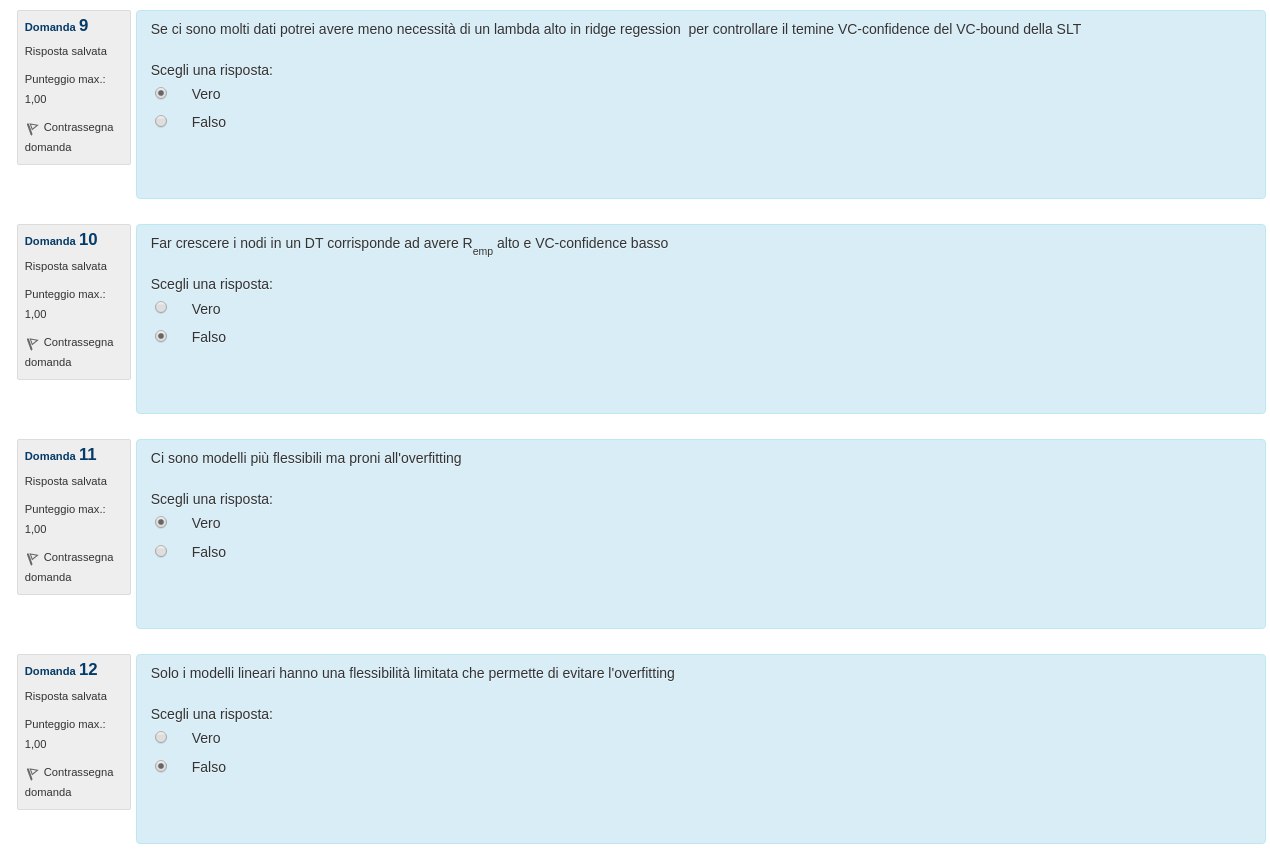 Domanda 9
Risposta salvata
Punteggio max.:
1,00
Contrassegna
domanda
Se ci sono molti dati potrei avere meno necessità di un lambda alto in ridge regression  per controllare il temine VC-confidence del VC-bound della SLT
Scegli una risposta:
Vero
Falso
Domanda 10
Risposta salvata
Punteggio max.:
1,00
Contrassegna
domanda
Far crescere i nodi in un DT corrisponde ad avere Remp alto e VC-confidence basso
Scegli una risposta:
Vero
Falso
Domanda 11
Risposta salvata
Punteggio max.:
1,00
Contrassegna
domanda
Ci sono modelli più flessibili ma proni all'overfitting
Scegli una risposta:
Vero
Falso
Domanda 12
Risposta salvata
Punteggio max.:
1,00
Contrassegna
domanda
Solo i modelli lineari hanno una flessibilità limitata che permette di evitare l'overfitting
Scegli una risposta:
Vero
Falso